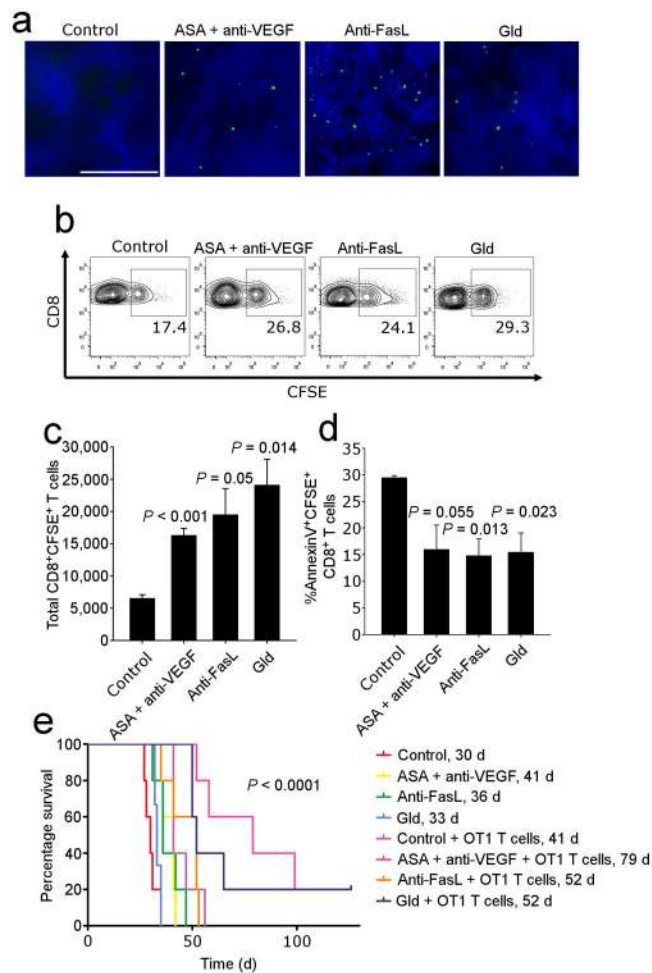 a
Control
ASA + anti-VEGF
Anti-FasL
Gld
b
Control
ASA + anti-VEGF
Anti-FasL
Gld
CD8
17.4
26.8
24.1
29.3
CFSE
c
Total CD8+CFSE+ T cells
30,000
25,000
20,000
15,000
10,000
5,000
0
P < 0.001
P = 0.05
P = 0.014
Control
ASA + anti-VEGF
Anti-FasL
Gld
d
%AnnexinV+CFSE+
CD8+ T cells
35
30
25
20
15
10
5
0
P = 0.055
P = 0.013
P = 0.023
Control
ASA + anti-VEGF
Anti-FasL
Gld
e
Percentage survival
100
80
60
40
20
0
0
50
100
Time (d)
P < 0.0001
Control, 30 d
ASA + anti-VEGF, 41 d
Anti-FasL, 36 d
Gld, 33 d
Control + OT1 T cells, 41 d
ASA + anti-VEGF + OT1 T cells, 79 d
Anti-FasL + OT1 T cells, 52 d
Gld + OT1 T cells, 52 d